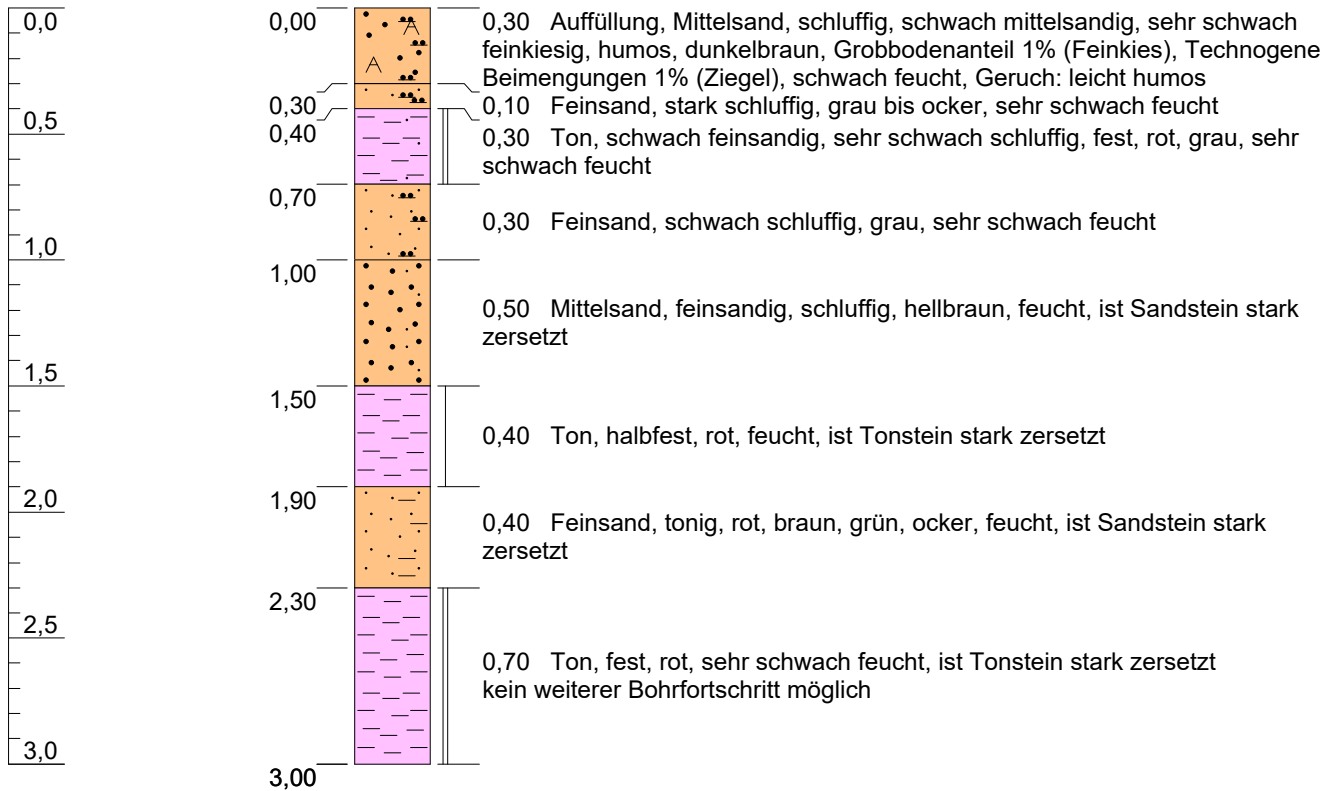 0,0
0,5
1,0
1,5
2,0
2,5
3,0
0,00
0,30
0,40
0,70
1,00
1,50
1,90
2,30
3,00
A
A
0,30 Auffüllung, Mittelsand, schluffig, schwach mittelsandig, sehr schwach
feinkiesig, humos, dunkelbraun, Grobbodenanteil 1% (Feinkies), Technogene
Beimengungen 1% (Ziegel), schwach feucht, Geruch: leicht humos
0,10 Feinsand, stark schluffig, grau bis ocker, sehr schwach feucht
0,30 Ton, schwach feinsandig, sehr schwach schluffig, fest, rot, grau, sehr
schwach feucht
0,30 Feinsand, schwach schluffig, grau, sehr schwach feucht
0,50 Mittelsand, feinsandig, schluffig, hellbraun, feucht, ist Sandstein stark
zersetzt
0,40 Ton, halbfest, rot, feucht, ist Tonstein stark zersetzt
0,40 Feinsand, tonig, rot, braun, grün, ocker, feucht, ist Sandstein stark
zersetzt
0,70 Ton, fest, rot, sehr schwach feucht, ist Tonstein stark zersetzt
kein weiterer Bohrfortschritt möglich